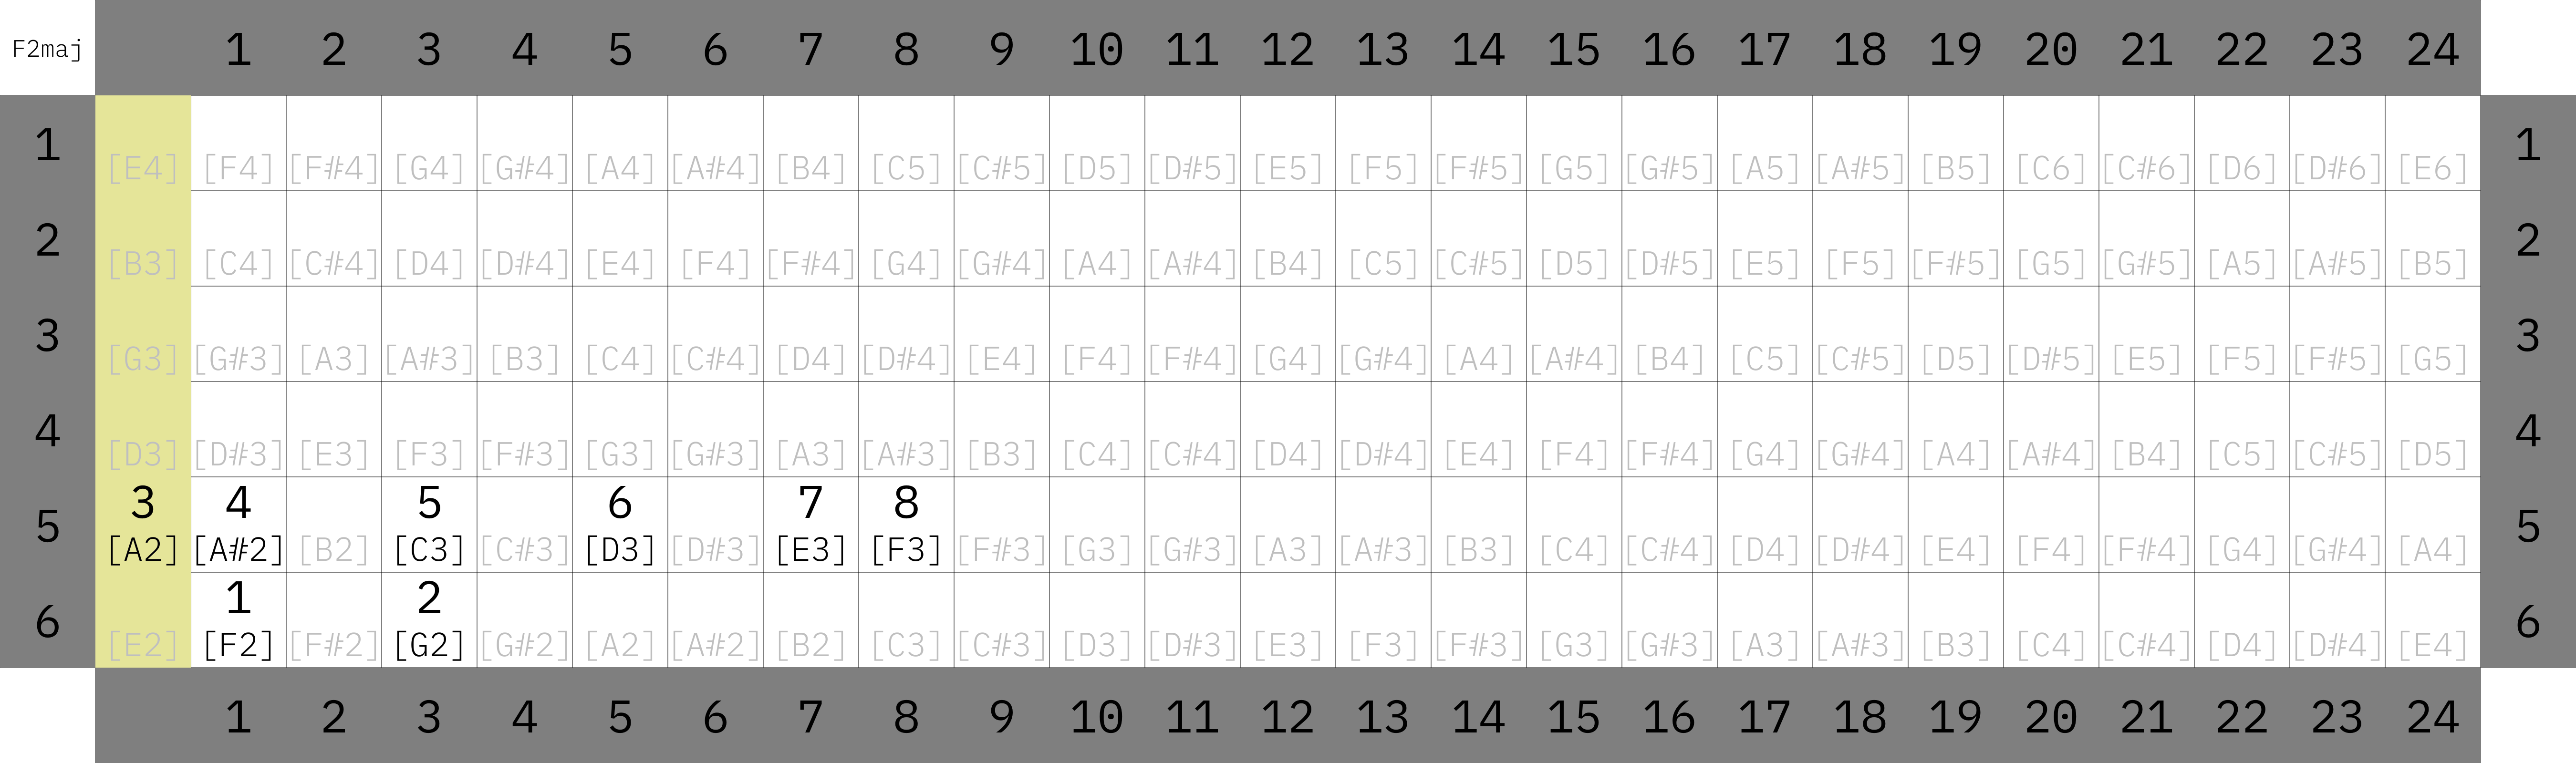 F2maj 1 2 3 4 5 6 7 8 9 10 11 12 13 14 15 16 17 18 19 20 21 22 23 24
1 [E4] [F4] [F#4] [G4] [G#4] [A4] [A#4] [B4] [C5] [C#5] [D5] [D#5] [E5] [F5] [F#5] [G5] [G#5] [A5] [A#5] [B5] [C6] [C#6] [D6] [D#6] [E6] 1
2 [B3] [C4] [C#4] [D4] [D#4] [E4] [F4] [F#4] [G4] [G#4] [A4] [A#4] [B4] [C5] [C#5] [D5] [D#5] [E5] [F5] [F#5] [G5] [G#5] [A5] [A#5] [B5] 2
3 [G3] [G#3] [A3] [A#3] [B3] [C4] [C#4] [D4] [D#4] [E4] [F4] [F#4] [G4] [G#4] [A4] [A#4] [B4] [C5] [C#5] [D5] [D#5] [E5] [F5] [F#5] [G5] 3
4 [D3] [D#3] [E3] [F3] [F#3] [G3] [G#3] [A3] [A#3] [B3] [C4] [C#4] [D4] [D#4] [E4] [F4] [F#4] [G4] [G#4] [A4] [A#4] [B4] [C5] [C#5] [D5] 4
3 4 5 6 7 8
5 [A2] [A#2] [B2] [C3] [C#3] [D3] [D#3] [E3] [F3] [F#3] [G3] [G#3] [A3] [A#3] [B3] [C4] [C#4] [D4] [D#4] [E4] [F4] [F#4] [G4] [G#4] [A4] 5
1 2
6 [E2] [F2] [F#2] [G2] [G#2] [A2] [A#2] [B2] [C3] [C#3] [D3] [D#3] [E3] [F3] [F#3] [G3] [G#3] [A3] [A#3] [B3] [C4] [C#4] [D4] [D#4] [E4] 6
1 2 3 4 5 6 7 8 9 10 11 12 13 14 15 16 17 18 19 20 21 22 23 24